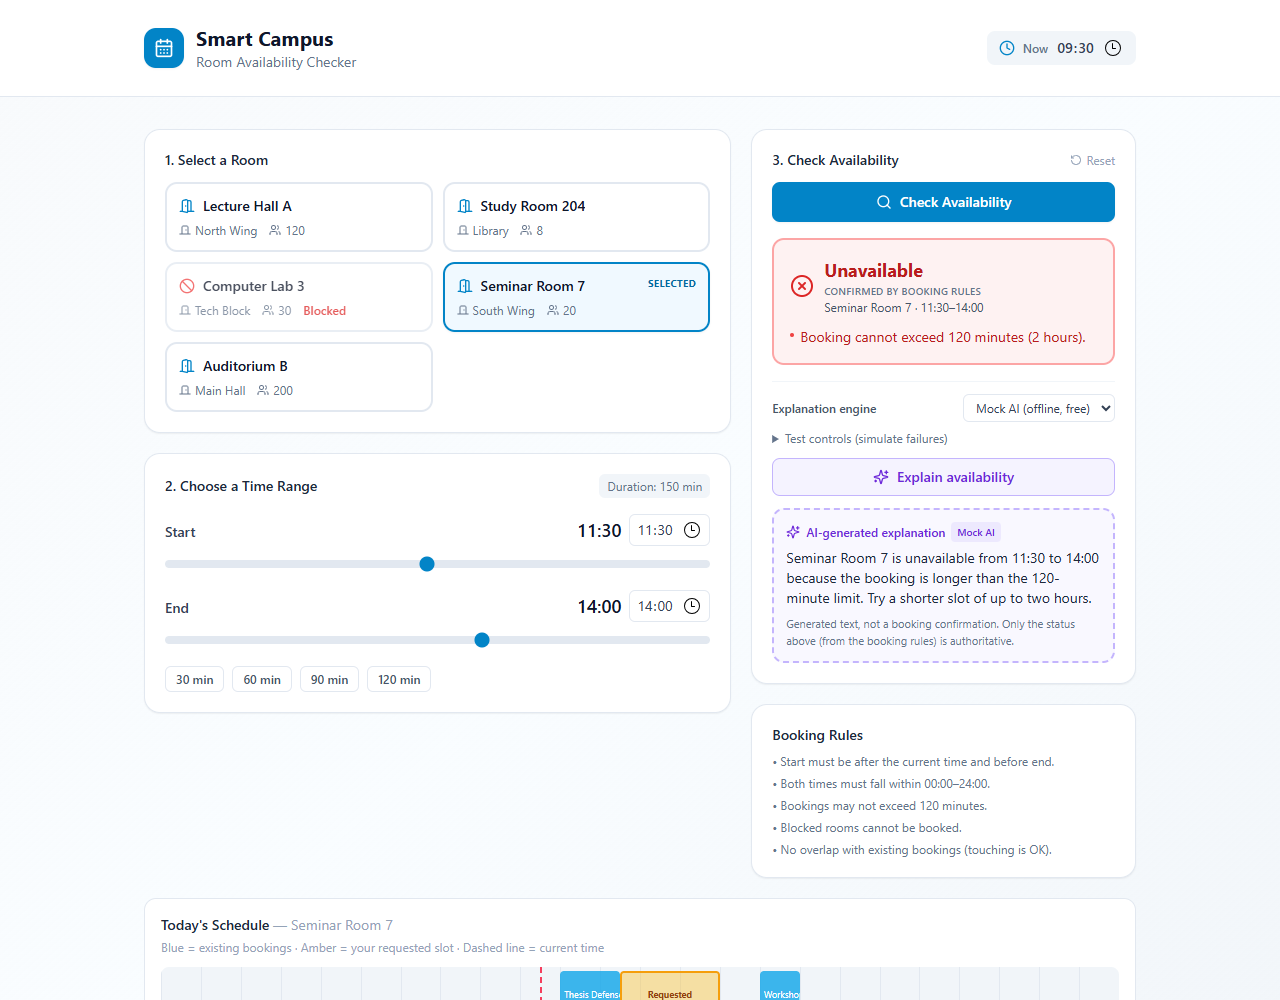 Smart Campus
Room Availability Checker
Now 09:30
1. Select a Room
Lecture Hall A
North Wing 120
Study Room 204
Library 8
Computer Lab 3
Tech Block 30 Blocked
Seminar Room 7 SELECTED
South Wing 20
Auditorium B
Main Hall 200
2. Choose a Time Range
Duration: 150 min
Start 11:30 11:30
End 14:00 14:00
30 min 60 min 90 min 120 min
3. Check Availability
Reset
Check Availability
Unavailable
CONFIRMED BY BOOKING RULES
Seminar Room 7 · 11:30–14:00
• Booking cannot exceed 120 minutes (2 hours).
Explanation engine
Mock AI (offline, free)
Test controls (simulate failures)
Explain availability
AI-generated explanation Mock AI
Seminar Room 7 is unavailable from 11:30 to 14:00
because the booking is longer than the 120-
minute limit. Try a shorter slot of up to two hours.
Generated text, not a booking confirmation. Only the status
above (from the booking rules) is authoritative.
Booking Rules
• Start must be after the current time and before end.
• Both times must fall within 00:00–24:00.
• Bookings may not exceed 120 minutes.
• Blocked rooms cannot be booked.
• No overlap with existing bookings (touching is OK).
Today's Schedule — Seminar Room 7
Blue = existing bookings · Amber = your requested slot · Dashed line = current time
Thesis Defens
Requested
Worksho